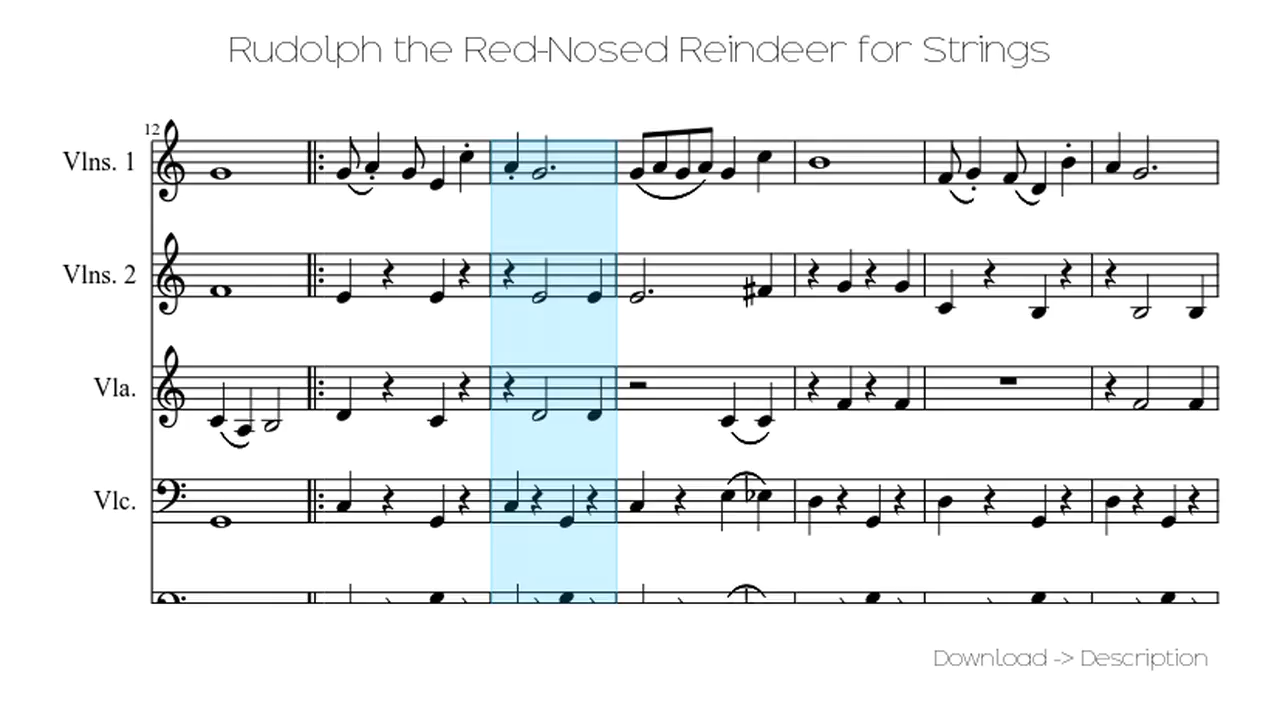 Rudolph the Red-Nosed Reindeer for Strings
12
Vlns. 1
Vlns. 2
Vla.
Vlc.
Download -> Description